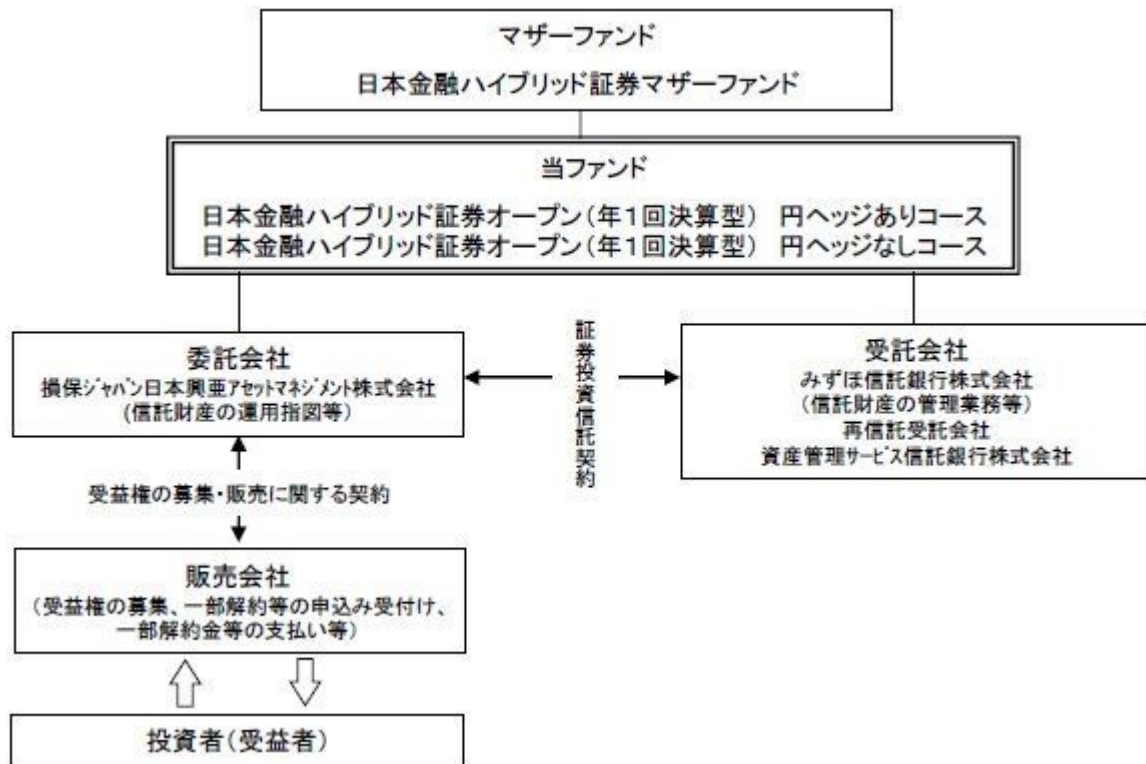 マザーファンド
日本金融ハイブリッド証券マザーファンド
当ファンド
日本金融ハイブリッド証券オープン(年1回決算型) 円ヘッジありコース
日本金融ハイブリッド証券オープン(年1回決算型) 円ヘッジなしコース
委託会社
損保ジャパン日本興亜アセットマネジメント株式会社
(信託財産の運用指図等)
証券投資信託契約
受託会社
みずほ信託銀行株式会社
(信託財産の管理業務等)
再信託受託会社
資産管理サービス信託銀行株式会社
受益権の募集・販売に関する契約
販売会社
(受益権の募集、一部解約等の申込み受付け、
一部解約金等の支払い等)
投資者(受益者)